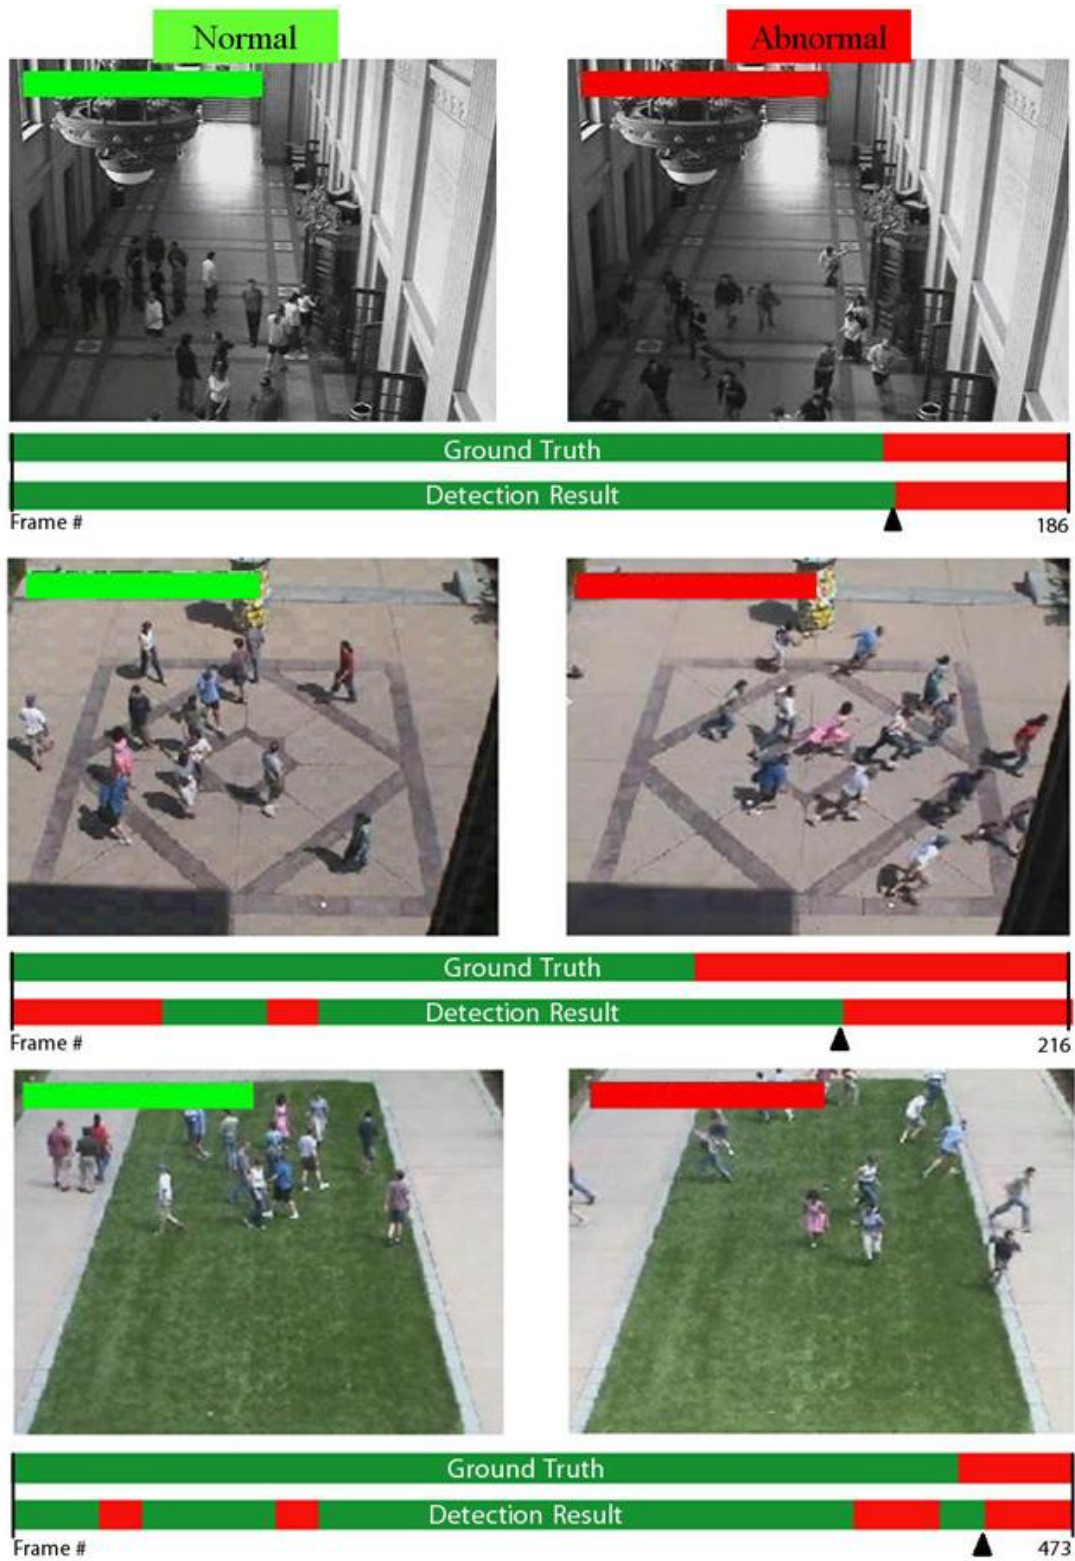 Normal
Abnormal
Ground Truth
Detection Result
Frame #
186
Ground Truth
Detection Result
Frame #
216
Ground Truth
Detection Result
Frame #
473